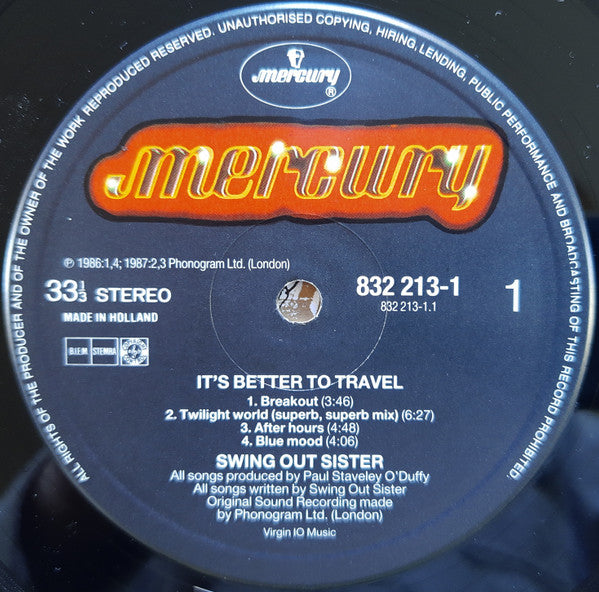 ALL RIGHTS OF THE PRODUCER AND OF THE OWNER OF THE WORK REPRODUCED RESERVED. UNAUTHORISED COPYING, HIRING, LENDING, PUBLIC PERFORMANCE AND BROADCASTING OF THIS RECORD PROHIBITED.
mercury
®
mercury
℗ 1986:1,4; 1987:2,3 Phonogram Ltd. (London)
33⅓ STEREO
MADE IN HOLLAND
832 213-1
832 213-1.1
1
B.I.E.M. STEMRA
IT'S BETTER TO TRAVEL
1. Breakout (3:46)
2. Twilight world (superb, superb mix) (6:27)
3. After hours (4:48)
4. Blue mood (4:06)
SWING OUT SISTER
All songs produced by Paul Staveley O'Duffy
All songs written by Swing Out Sister
Original Sound Recording made
by Phonogram Ltd. (London)
Virgin IO Music